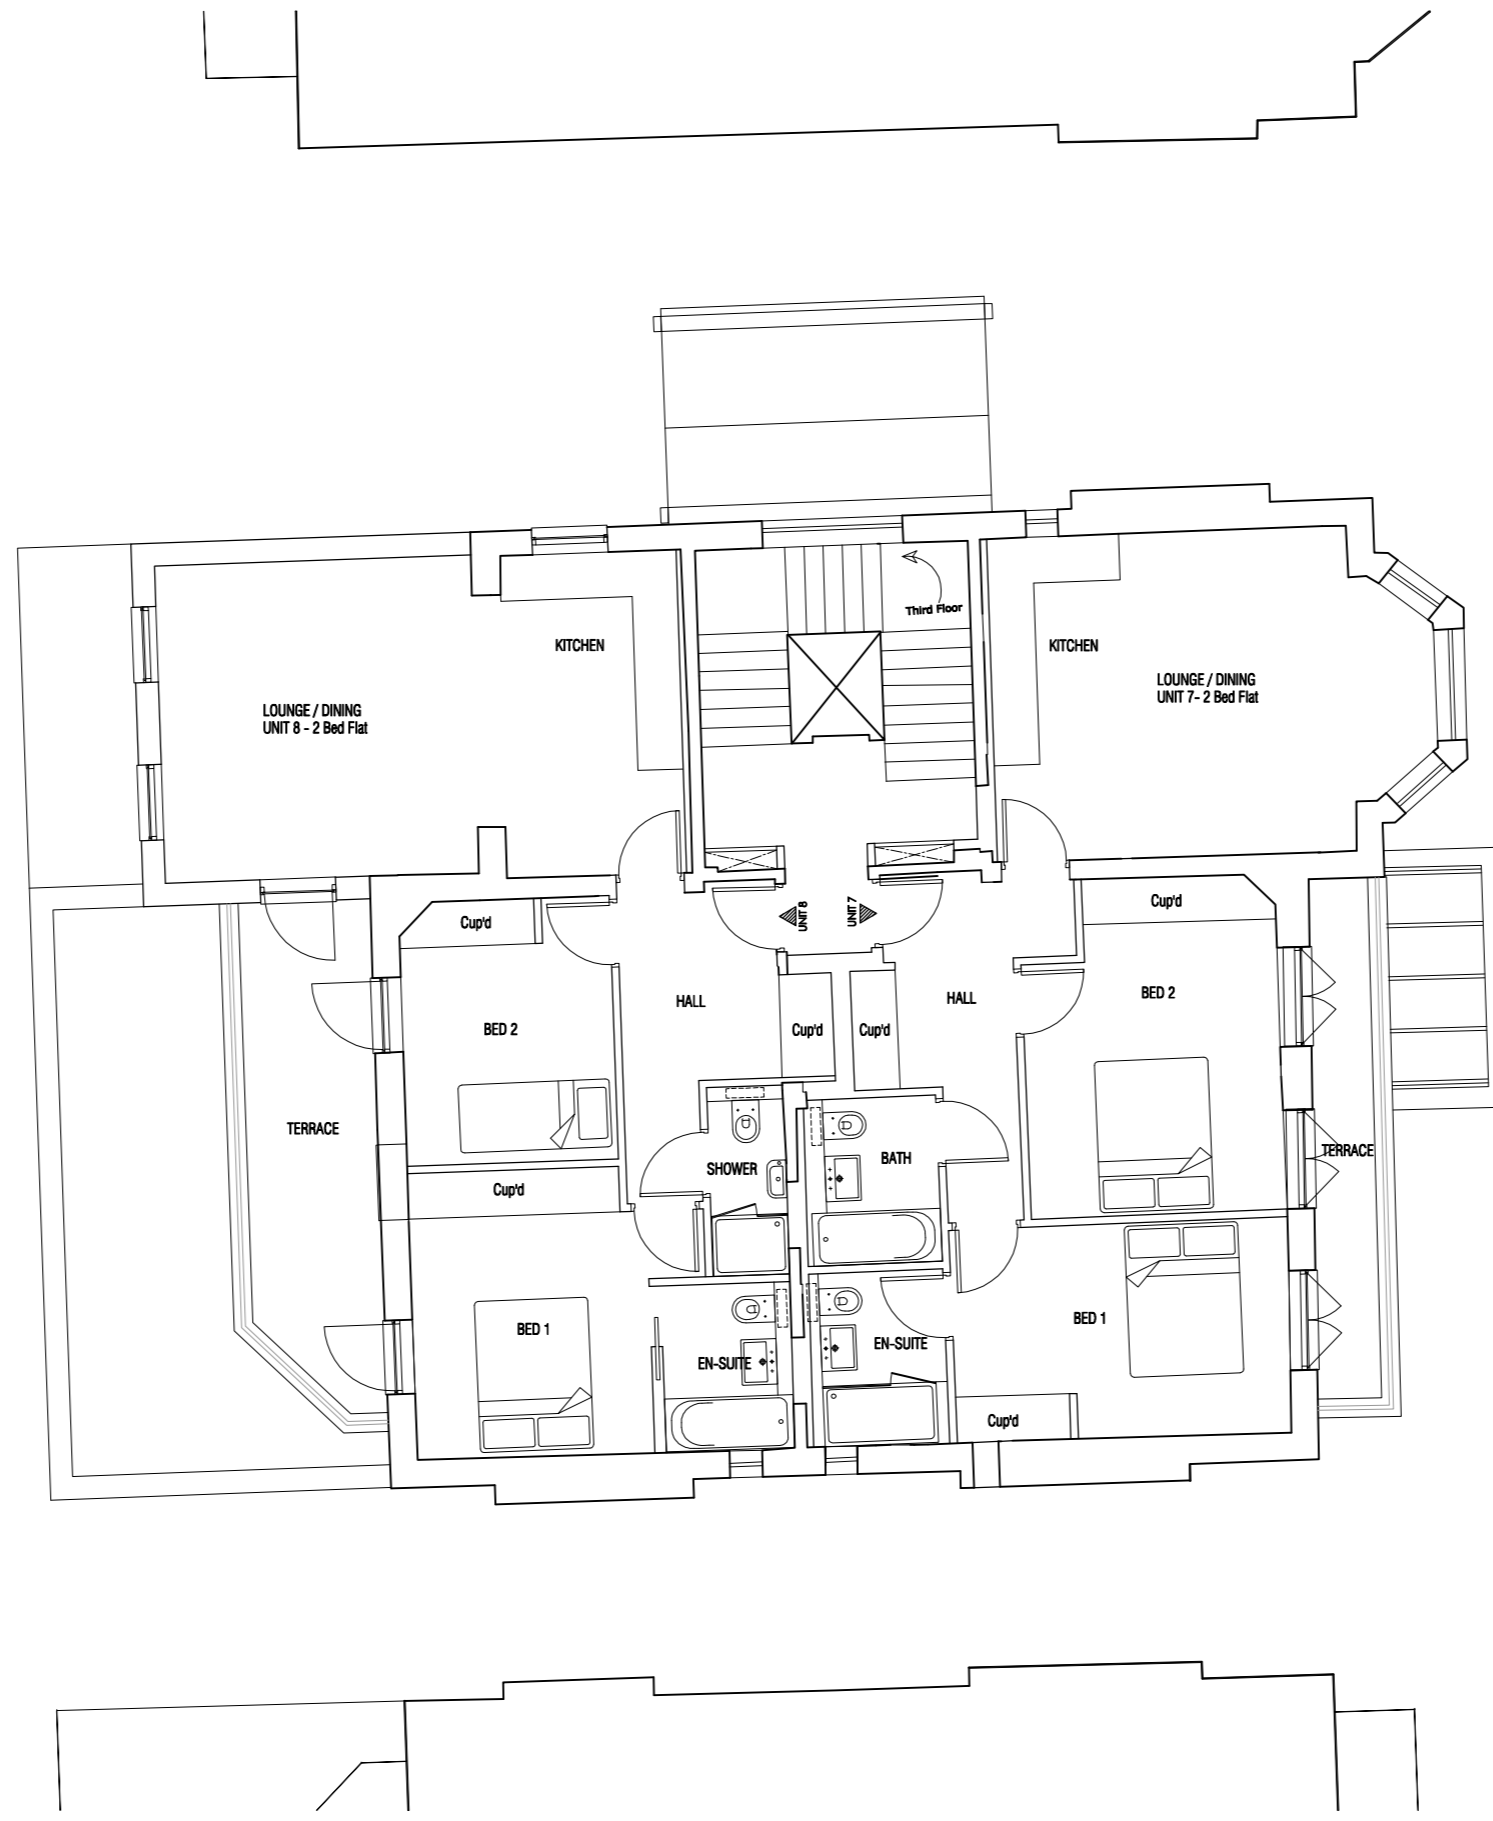 Third Floor
KITCHEN
KITCHEN
LOUNGE / DINING
UNIT 8 - 2 Bed Flat
LOUNGE / DINING
UNIT 7- 2 Bed Flat
Cup'd
UNIT 8
UNIT 7
Cup'd
BED 2
HALL
HALL
BED 2
Cup'd
Cup'd
TERRACE
SHOWER
BATH
TERRACE
Cup'd
BED 1
EN-SUITE
EN-SUITE
BED 1
Cup'd